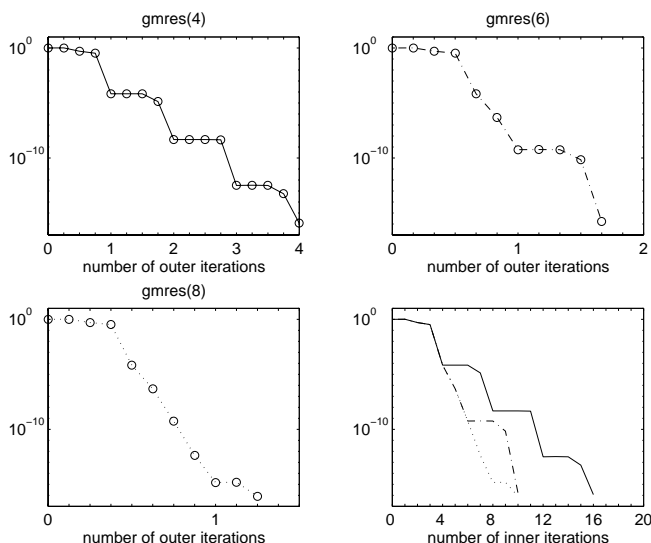 gmres(4)
10^0
10^-10
0 1 2 3 4
number of outer iterations
gmres(6)
10^0
10^-10
0 1 2
number of outer iterations
gmres(8)
10^0
10^-10
0 1
number of outer iterations
10^0
10^-10
0 4 8 12 16 20
number of inner iterations